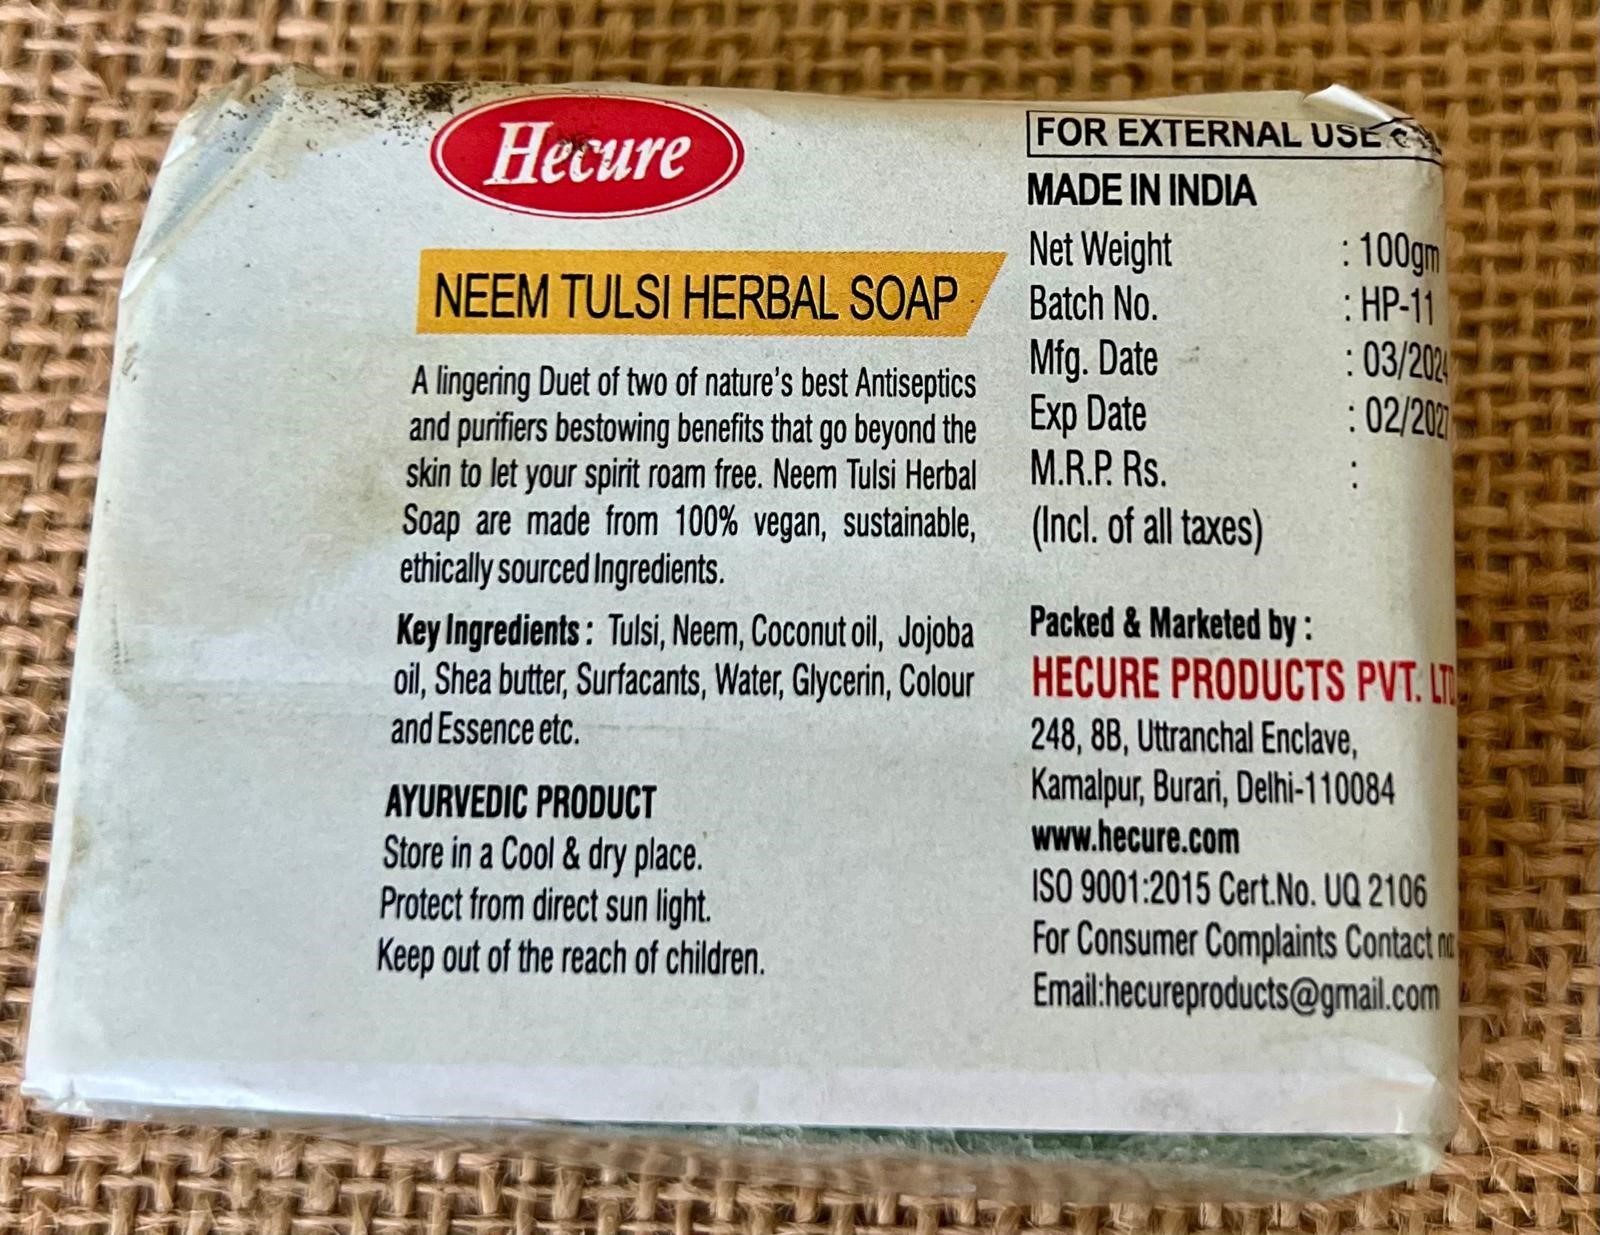 Hecure
NEEM TULSI HERBAL SOAP
A lingering Duet of two of nature's best Antiseptics
and purifiers bestowing benefits that go beyond the
skin to let your spirit roam free. Neem Tulsi Herbal
Soap are made from 100% vegan, sustainable,
ethically sourced Ingredients.
Key Ingredients : Tulsi, Neem, Coconut oil, Jojoba
oil, Shea butter, Surfacants, Water, Glycerin, Colour
and Essence etc.
AYURVEDIC PRODUCT
Store in a Cool & dry place.
Protect from direct sun light.
Keep out of the reach of children.
FOR EXTERNAL USE
MADE IN INDIA
Net Weight : 100gm
Batch No. : HP-11
Mfg. Date : 03/2024
Exp Date : 02/2027
M.R.P. Rs. :
(Incl. of all taxes)
Packed & Marketed by :
HECURE PRODUCTS PVT. LTD
248, 8B, Uttranchal Enclave,
Kamalpur, Burari, Delhi-110084
www.hecure.com
ISO 9001:2015 Cert.No. UQ 2106
For Consumer Complaints Contact
Email:hecureproducts@gmail.com